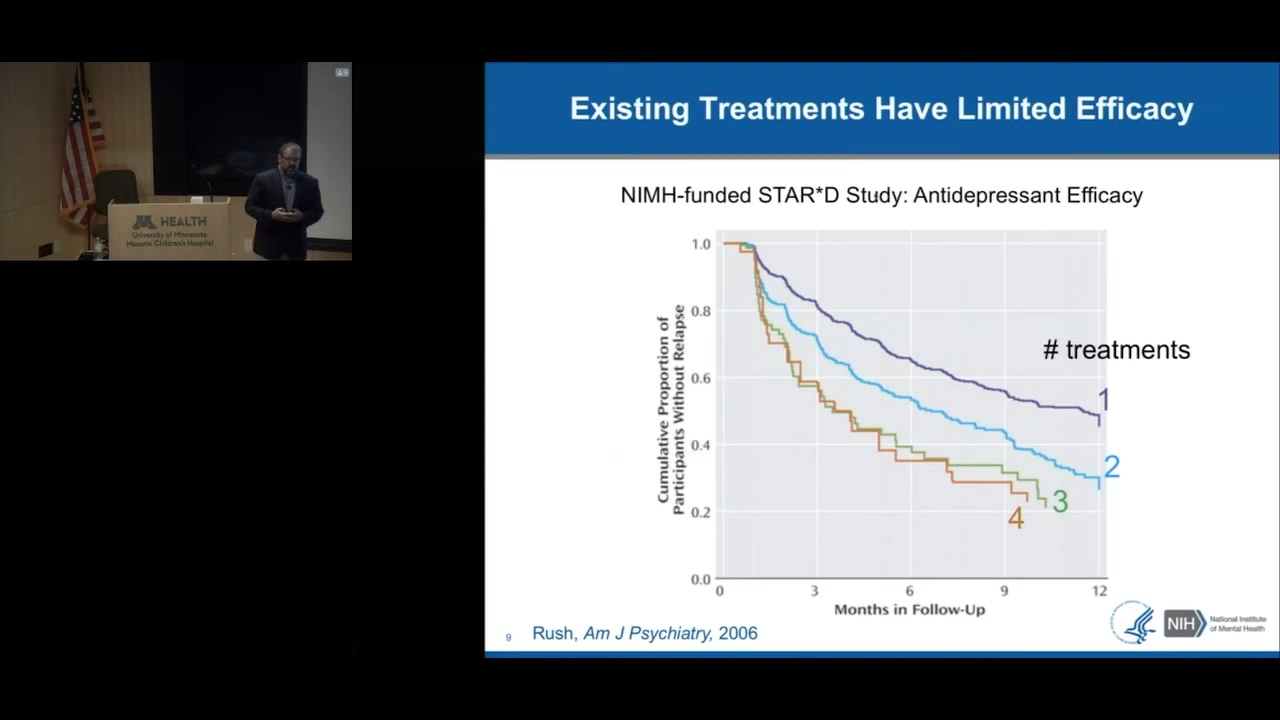 HEALTH
University of Minnesota
Masonic Children's Hospital
Existing Treatments Have Limited Efficacy
NIMH-funded STAR*D Study: Antidepressant Efficacy
Cumulative Proportion of
Participants Without Relapse
1.0
0.8
0.6
0.4
0.2
0.0
# treatments
1
2
3
4
0
3
6
9
12
Months in Follow-Up
9
Rush, Am J Psychiatry, 2006
NIH
National Institute
of Mental Health